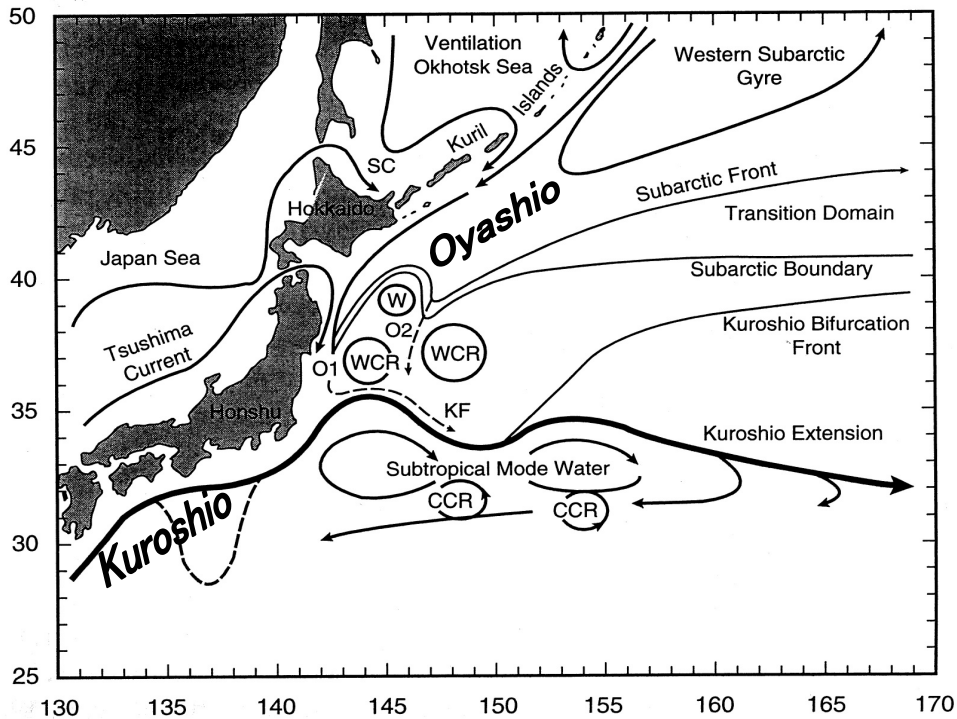 50
45
40
35
30
25
130
135
140
145
150
155
160
165
170
Ventilation
Okhotsk Sea
Western Subarctic
Gyre
Islands
Kuril
SC
Hokkaido
Oyashio
Subarctic Front
Transition Domain
Japan Sea
Subarctic Boundary
W
O2
Kuroshio Bifurcation
Front
Tsushima
Current
O1
WCR
WCR
Honshu
KF
Kuroshio Extension
Subtropical Mode Water
CCR
CCR
Kuroshio